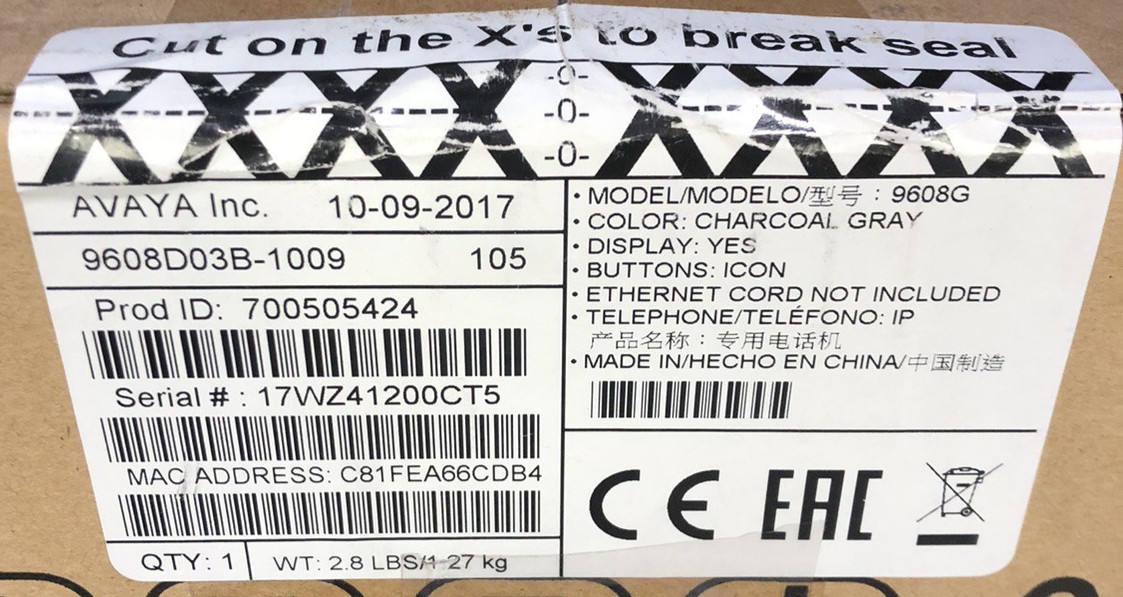 Cut on the X's to break seal
-0-
-0-
-0-
AVAYA Inc. 10-09-2017
9608D03B-1009 105
Prod ID: 700505424
Serial # : 17WZ41200CT5
MAC ADDRESS: C81FEA66CDB4
QTY: 1 WT: 2.8 LBS/1.27 kg
· MODEL/MODELO/型号 : 9608G
· COLOR: CHARCOAL GRAY
· DISPLAY: YES
· BUTTONS: ICON
· ETHERNET CORD NOT INCLUDED
· TELEPHONE/TELÉFONO: IP
产品名称：专用电话机
· MADE IN/HECHO EN CHINA/中国制造
CE EAC